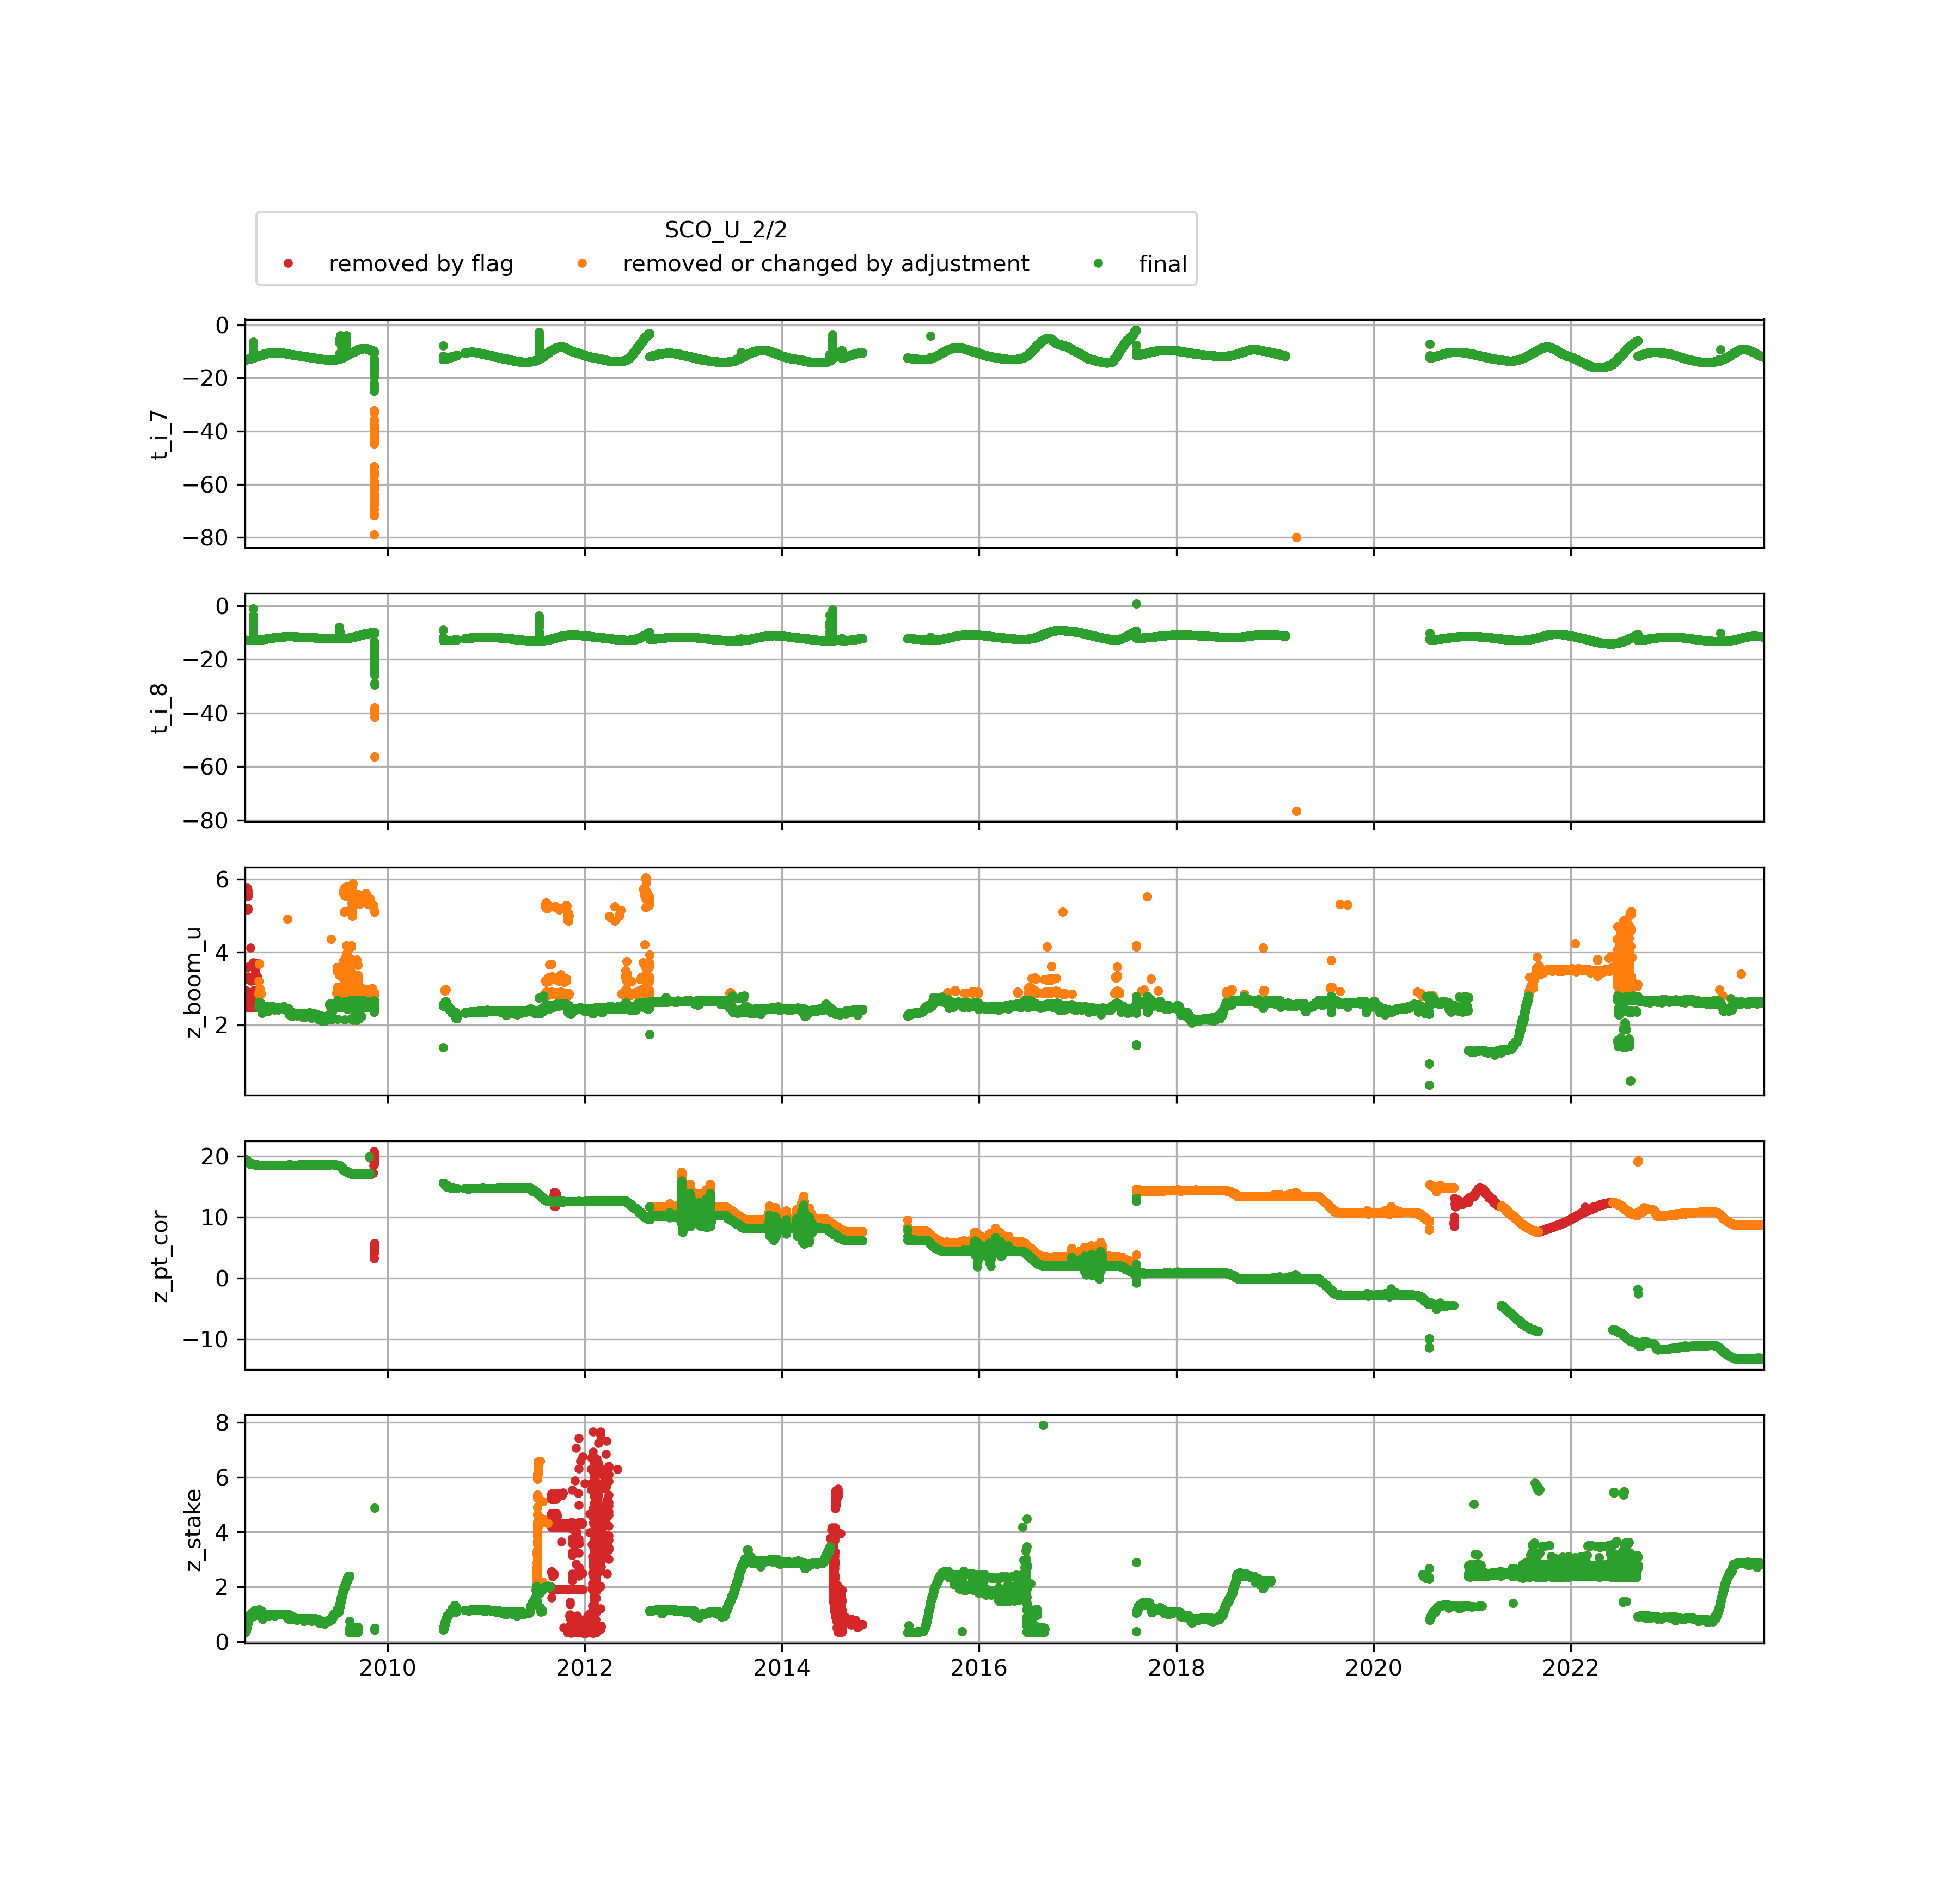 SCO_U_2/2
removed by flag removed or changed by adjustment final
0
−20
−40
−60
−80
t_i_7
0
−20
−40
−60
−80
t_i_8
6
4
2
z_boom_u
20
10
0
−10
z_pt_cor
8
6
4
2
0
z_stake
2010 2012 2014 2016 2018 2020 2022